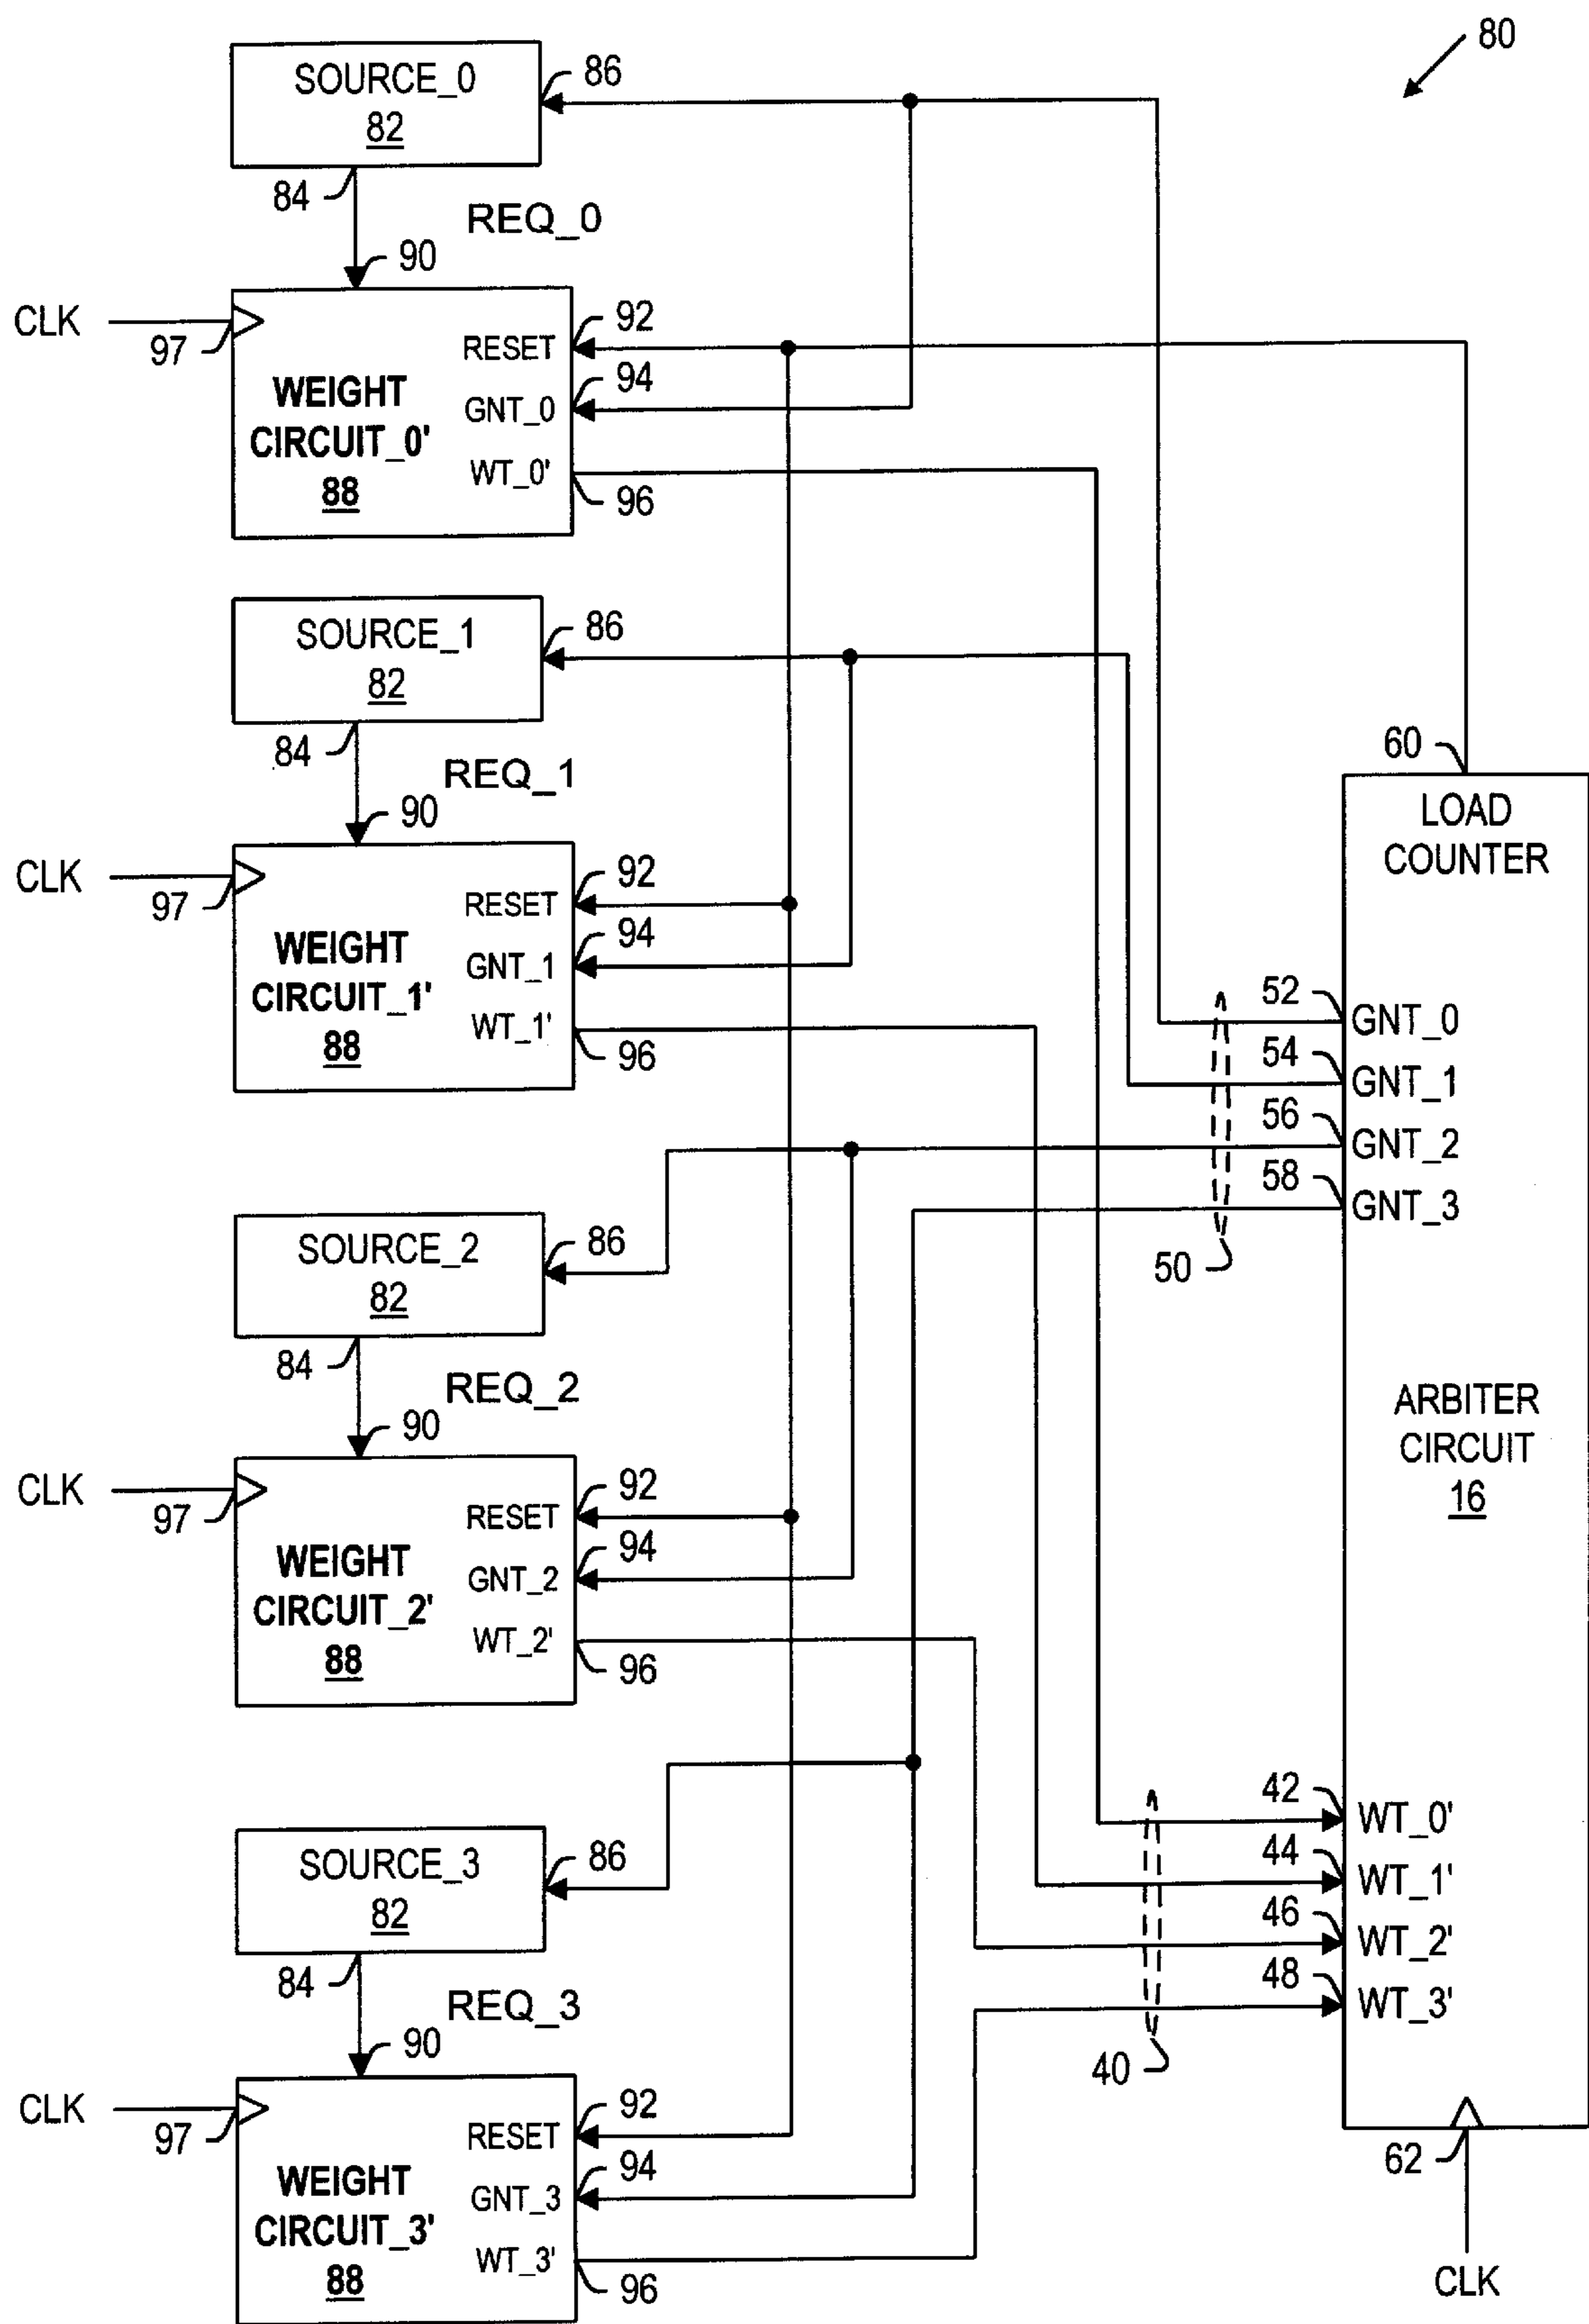 80
SOURCE_0
82
86
84
REQ_0
90
CLK
97
WEIGHT
CIRCUIT_0'
88
RESET
92
GNT_0
94
WT_0'
96
SOURCE_1
82
86
84
REQ_1
90
CLK
97
WEIGHT
CIRCUIT_1'
88
RESET
92
GNT_1
94
WT_1'
96
SOURCE_2
82
86
84
REQ_2
90
CLK
97
WEIGHT
CIRCUIT_2'
88
RESET
92
GNT_2
94
WT_2'
96
SOURCE_3
82
86
84
REQ_3
90
CLK
97
WEIGHT
CIRCUIT_3'
88
RESET
92
GNT_3
94
WT_3'
96
60
LOAD
COUNTER
52
GNT_0
54
GNT_1
56
GNT_2
58
GNT_3
50
ARBITER
CIRCUIT
16
42
WT_0'
44
WT_1'
46
WT_2'
48
WT_3'
40
62
CLK